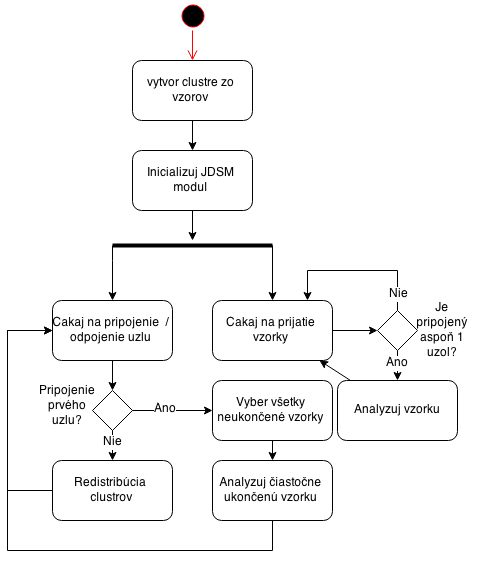 vytvor clustre zo
vzorov
Inicializuj JDSM
modul
Cakaj na pripojenie /
odpojenie uzlu
Cakaj na prijatie
vzorky
Nie
Je
pripojený
aspoň 1
uzol?
Ano
Analyzuj vzorku
Pripojenie
prvého
uzlu?
Ano
Nie
Vyber všetky
neukončené vzorky
Redistribúcia
clustrov
Analyzuj čiastočne
ukončenú vzorku